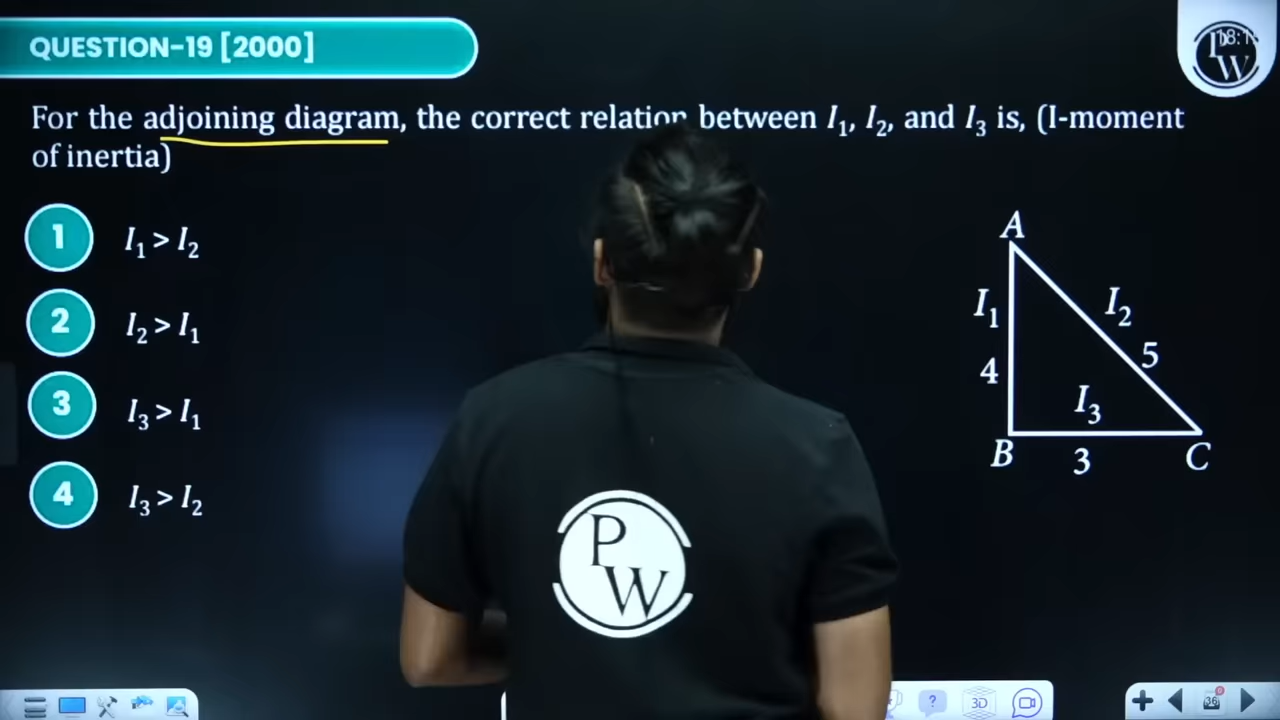 QUESTION-19 [2000]
For the adjoining diagram, the correct relation between I₁, I₂, and I₃ is, (I-moment
of inertia)
1 I₁ > I₂
2 I₂ > I₁
3 I₃ > I₁
4 I₃ > I₂
A
I₁
I₂
4
5
I₃
B
3
C
P
W
W
?
3D
36